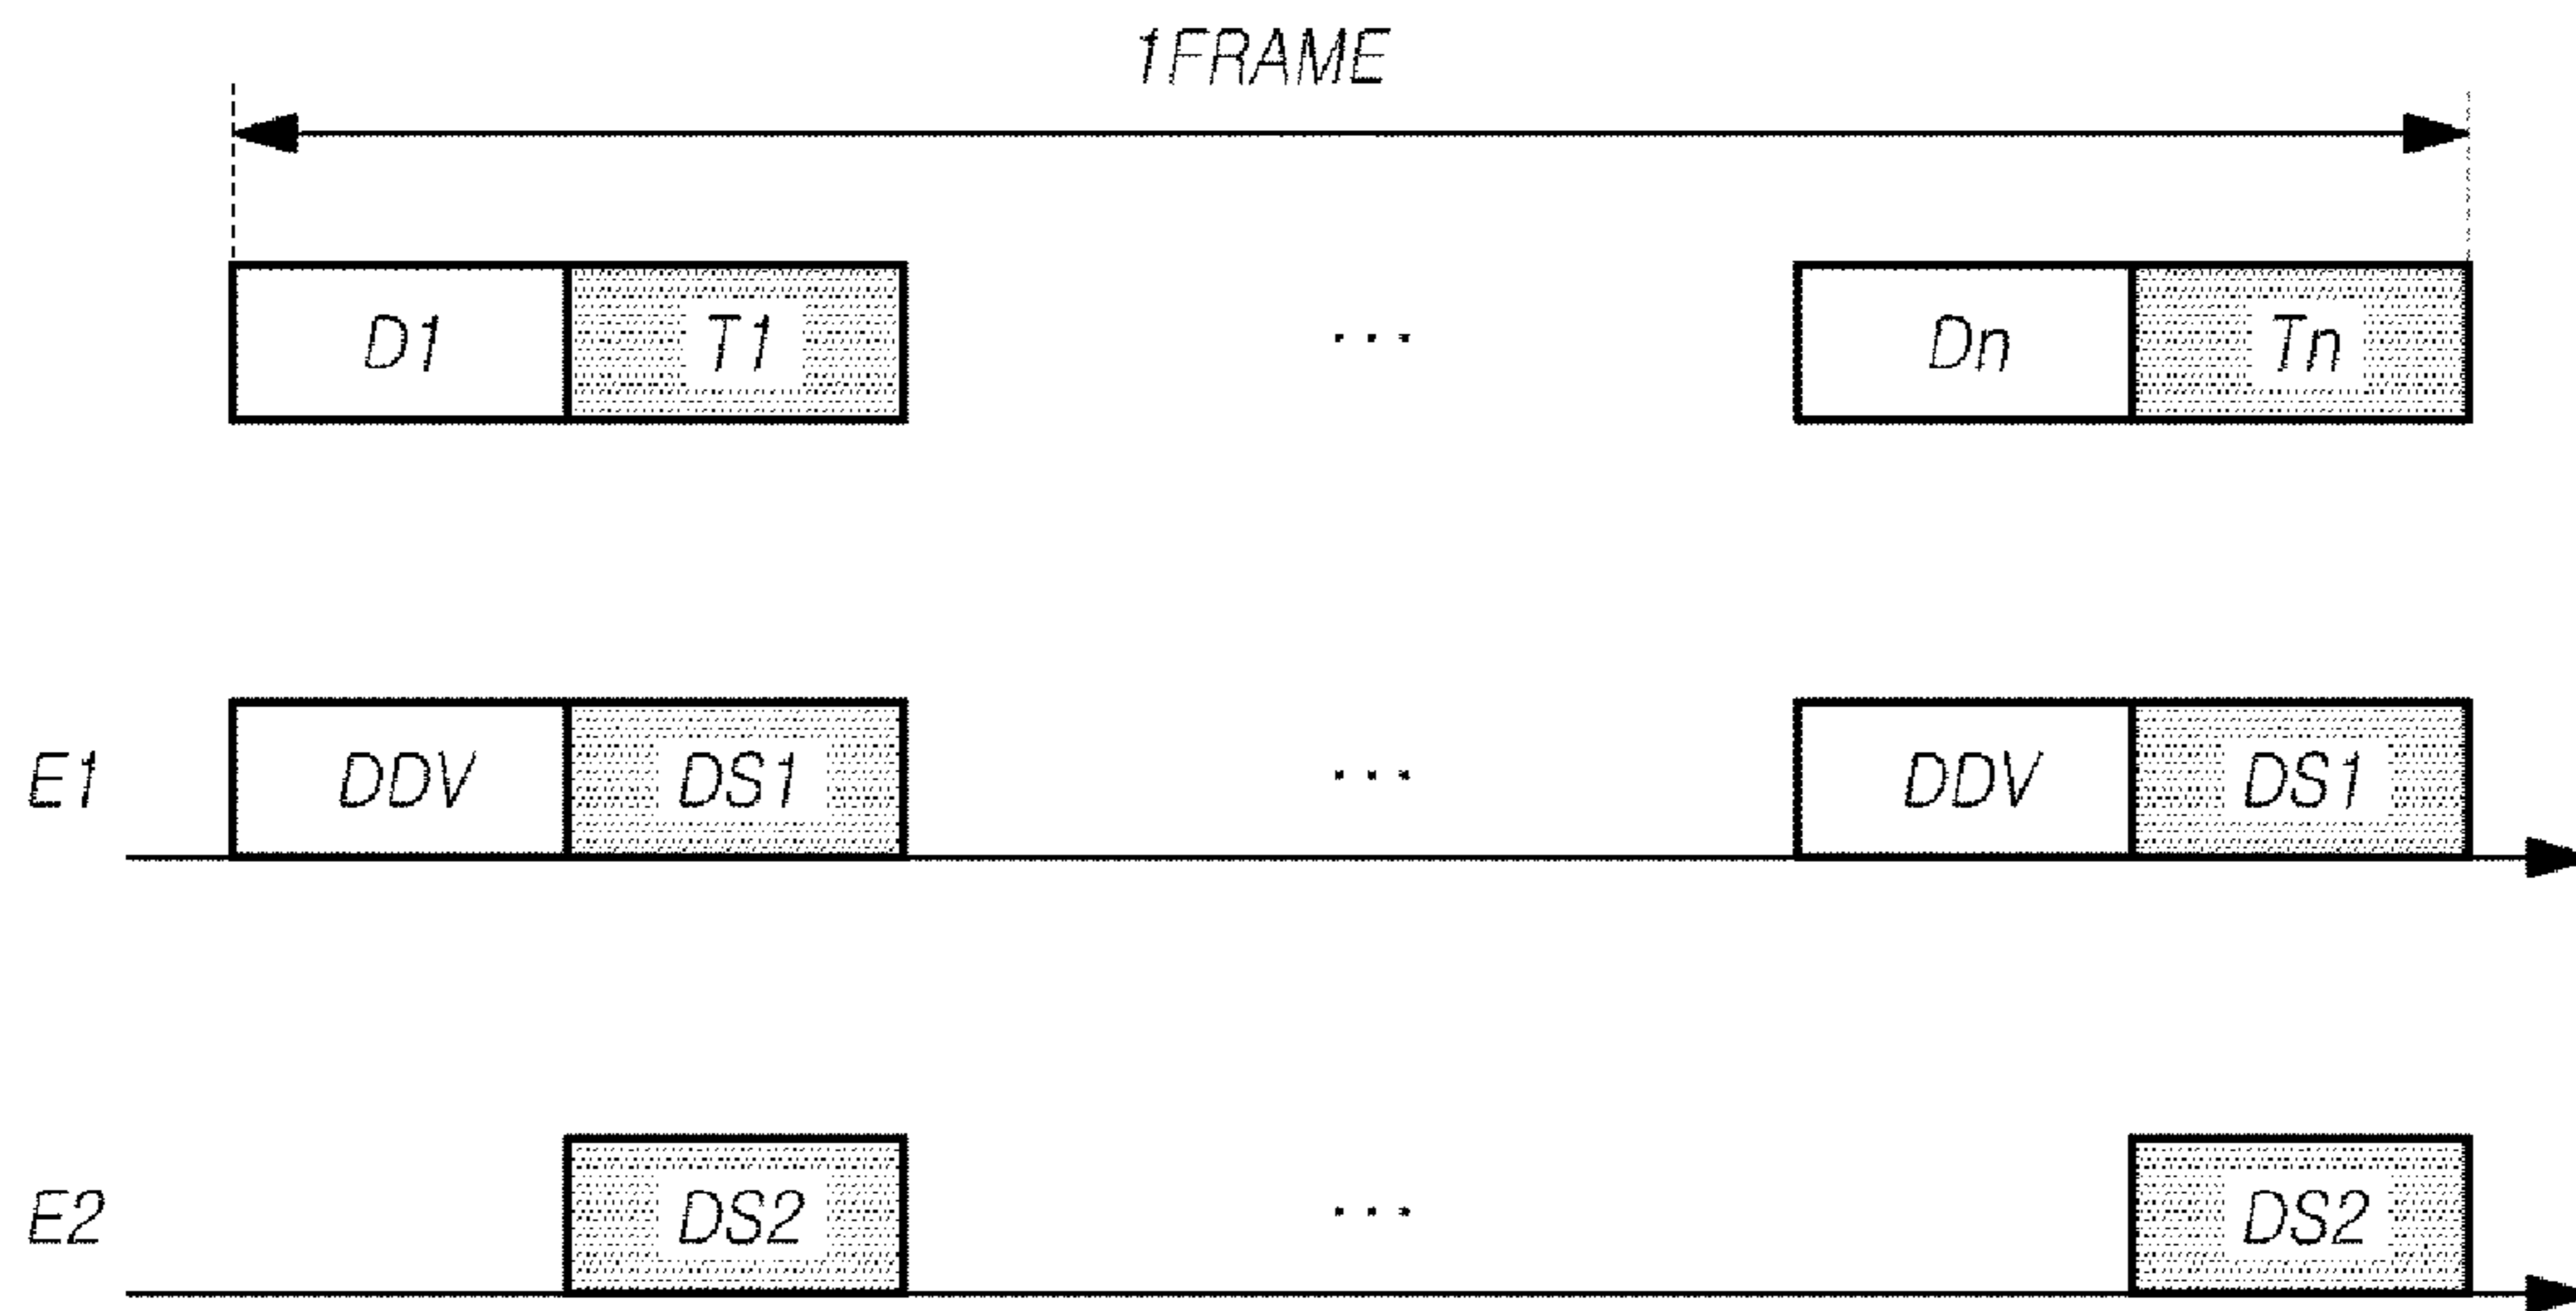 1FRAME
D1 T1 ... Dn Tn
E1 DDV DS1 ... DDV DS1
E2 DS2 ... DS2